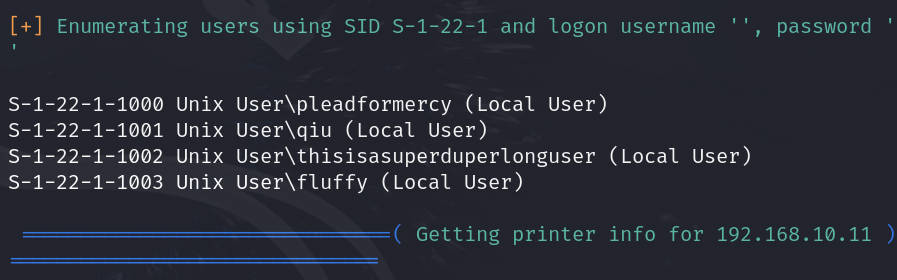 [+] Enumerating users using SID S-1-22-1 and logon username '', password '
'
S-1-22-1-1000 Unix User\pleadformercy (Local User)
S-1-22-1-1001 Unix User\qiu (Local User)
S-1-22-1-1002 Unix User\thisisasuperduperlonguser (Local User)
S-1-22-1-1003 Unix User\fluffy (Local User)
===============================( Getting printer info for 192.168.10.11 )
===============================